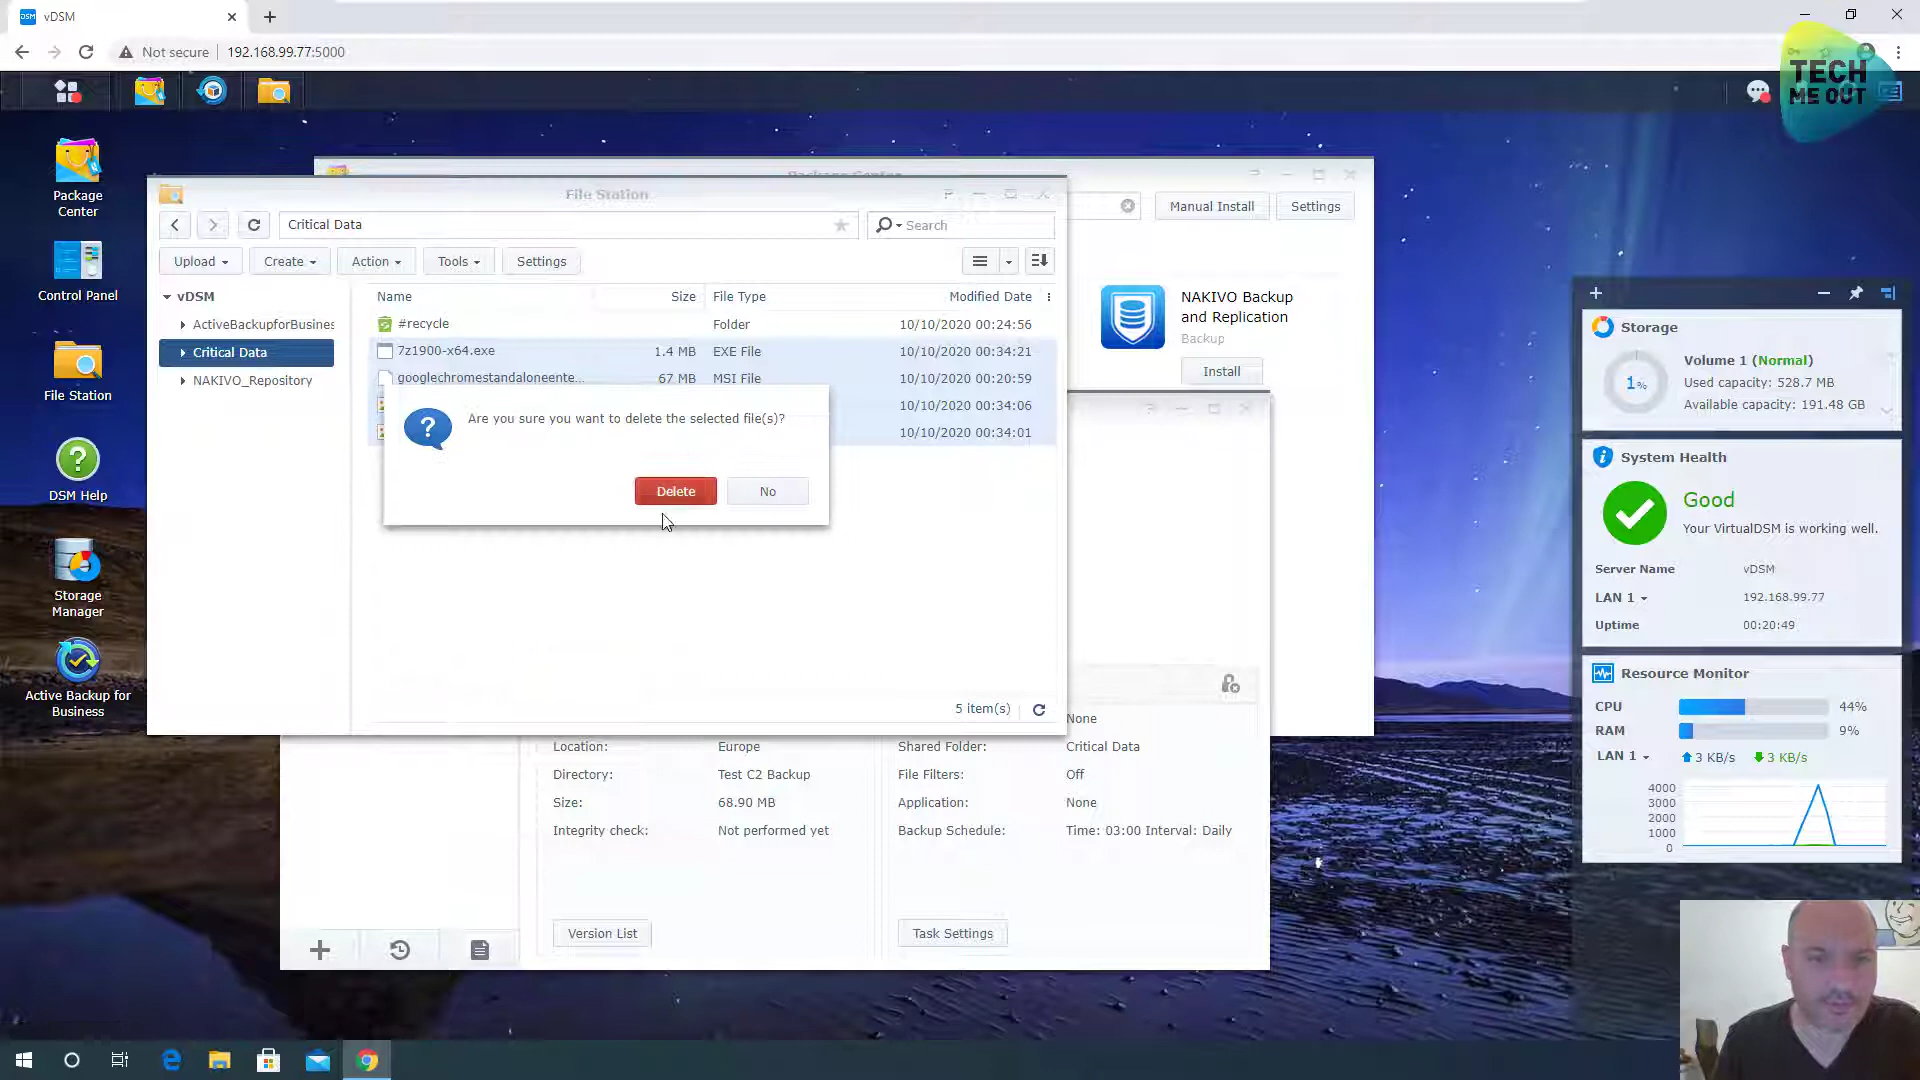 vDSM
Not secure
192.168.99.77:5000
TECH
ME OUT
Package
Center
Control Panel
File Station
DSM Help
Storage
Manager
Active Backup for
Business
Package Center
Manual Install
Settings
NAKIVO Backup
and Replication
Backup
Install
File Station
Critical Data
Search
Upload
Create
Action
Tools
Settings
vDSM
ActiveBackupforBusines
Critical Data
NAKIVO_Repository
Name
Size
File Type
Modified Date
#recycle
Folder
10/10/2020 00:24:56
7z1900-x64.exe
1.4 MB
EXE File
10/10/2020 00:34:21
googlechromestandaloneente...
67 MB
MSI File
10/10/2020 00:20:59
10/10/2020 00:34:06
10/10/2020 00:34:01
Are you sure you want to delete the selected file(s)?
Delete
No
5 item(s)
None
Location:
Europe
Shared Folder:
Critical Data
Directory:
Test C2 Backup
File Filters:
Off
Size:
68.90 MB
Application:
None
Integrity check:
Not performed yet
Backup Schedule:
Time: 03:00 Interval: Daily
Version List
Task Settings
Storage
Volume 1 (Normal)
1%
Used capacity: 528.7 MB
Available capacity: 191.48 GB
System Health
Good
Your VirtualDSM is working well.
Server Name
vDSM
LAN 1
192.168.99.77
Uptime
00:20:49
Resource Monitor
CPU
44%
RAM
9%
LAN 1
3 KB/s
3 KB/s
4000
3000
2000
1000
0